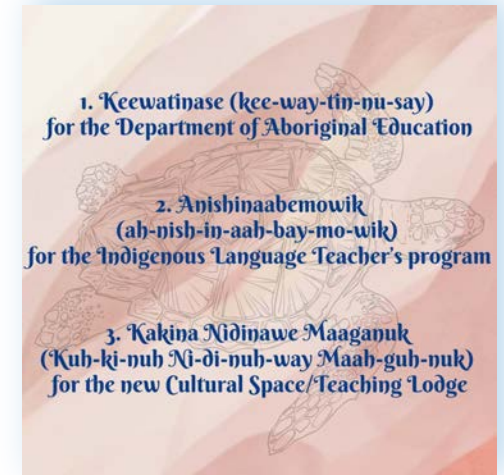 1. Keewatinase (kee-way-tin-nu-say)
for the Department of Aboriginal Education
2. Anishinaabemowik
(ah-nish-in-aah-bay-mo-wik)
for the Indigenous Language Teacher's program
3. Kakina Nidinawe Maaganuk
(Kuh-ki-nuh Ni-di-nuh-way Maah-guh-nuk)
for the new Cultural Space/Teaching Lodge